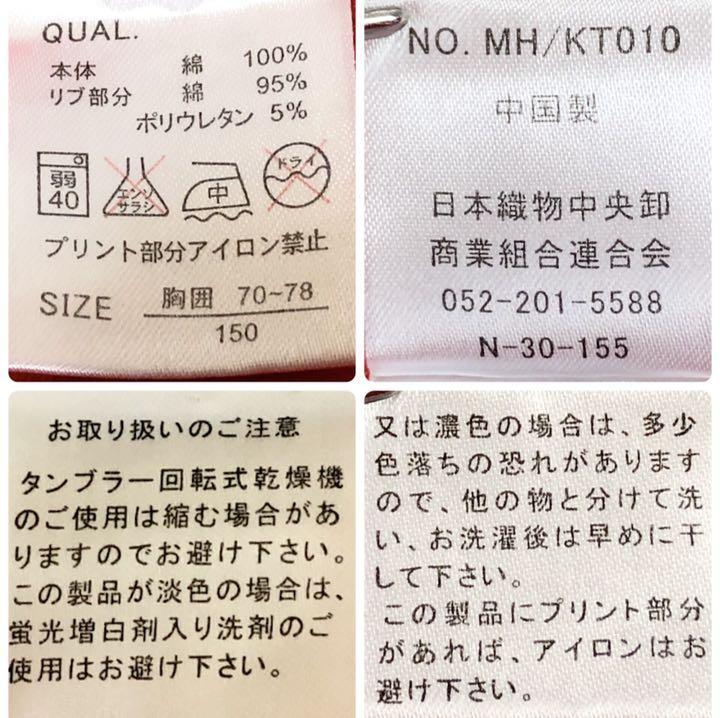 QUAL.
本体 綿 100%
リブ部分 綿 95%
ポリウレタン 5%
弱
40
エンソ
サラシ
中
ドライ
プリント部分アイロン禁止
SIZE 胸囲 70~78
150
NO. MH/KT010
中国製
日本織物中央卸
商業組合連合会
052-201-5588
N-30-155
お取り扱いのご注意
タンブラー回転式乾燥機
のご使用は縮む場合があ
りますのでお避け下さい。
この製品が淡色の場合は、
蛍光増白剤入り洗剤のご
使用はお避け下さい。
又は濃色の場合は、多少
色落ちの恐れがあります
ので、他の物と分けて洗
い、お洗濯後は早めに干
して下さい。
この製品にプリント部分
があれば、アイロンはお
避け下さい。